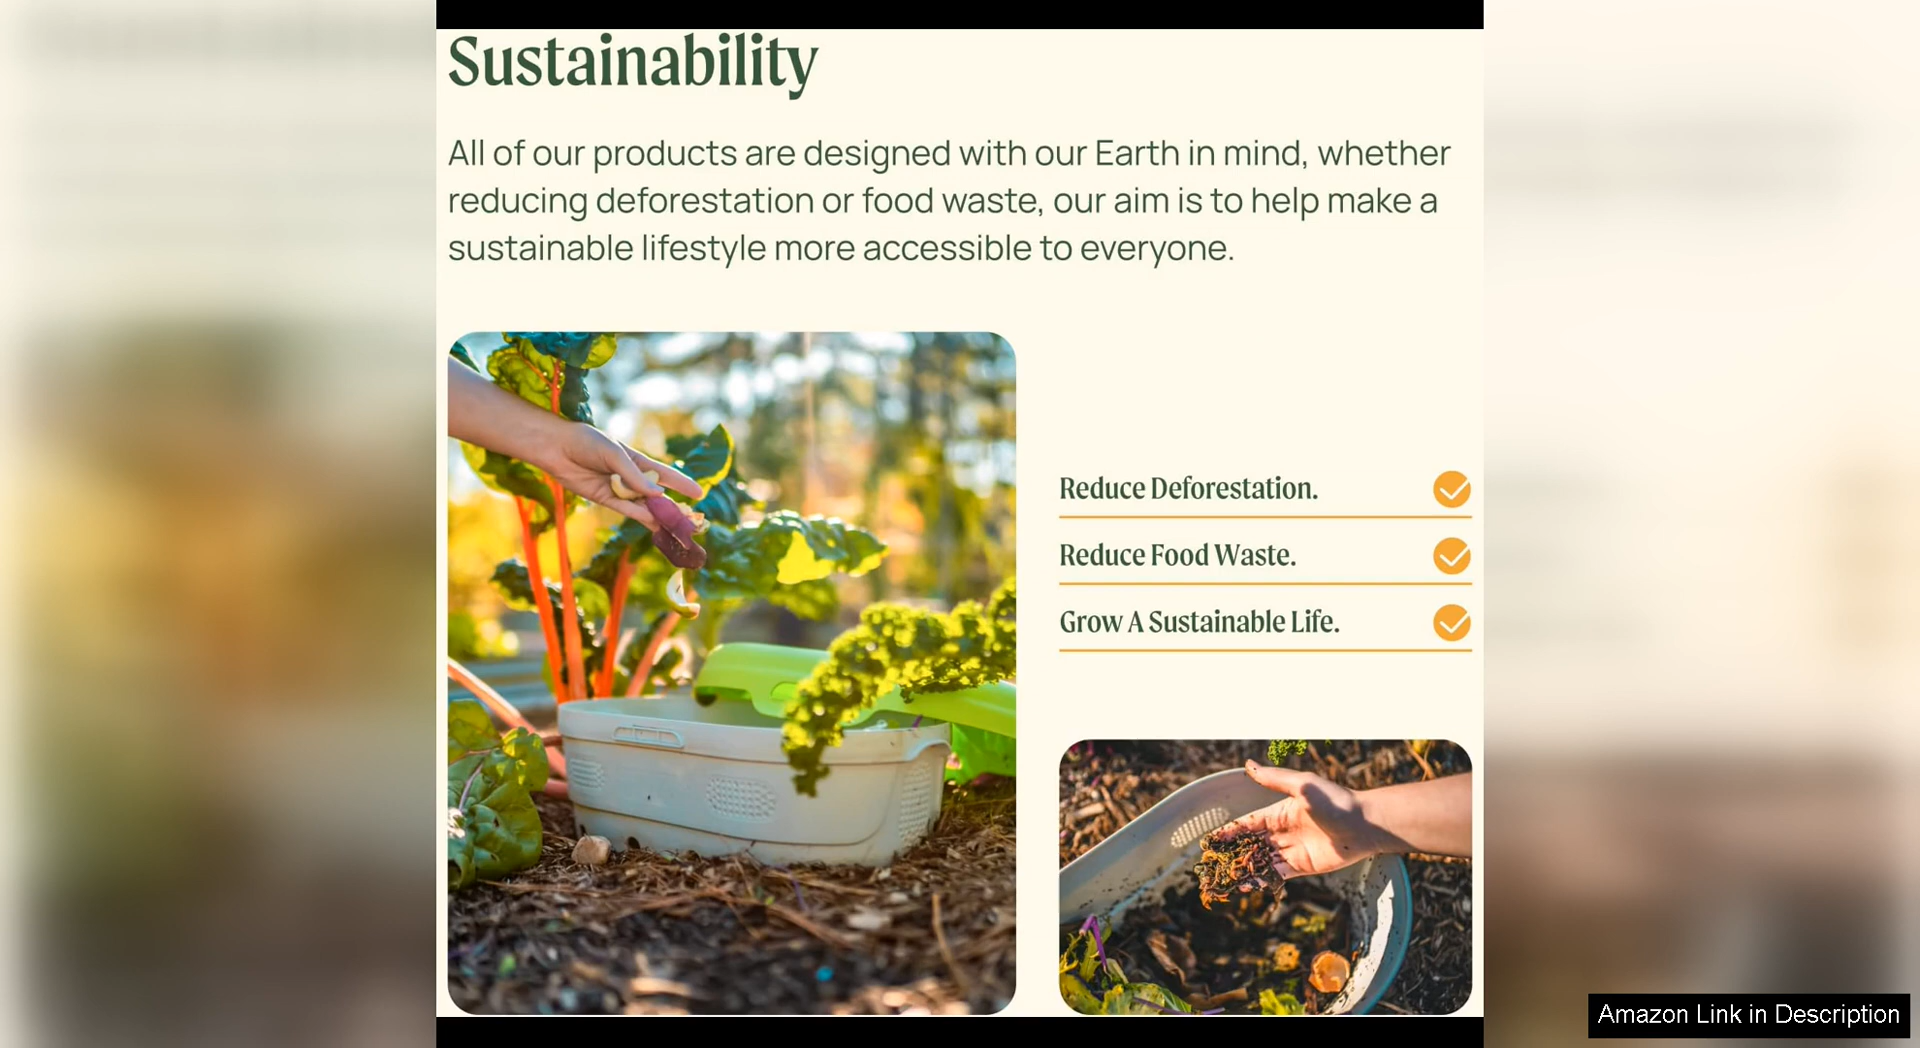 Sustainability
All of our products are designed with our Earth in mind, whether
reducing deforestation or food waste, our aim is to help make a
sustainable lifestyle more accessible to everyone.
Reduce Deforestation.
Reduce Food Waste.
Grow A Sustainable Life.
Amazon Link in Description